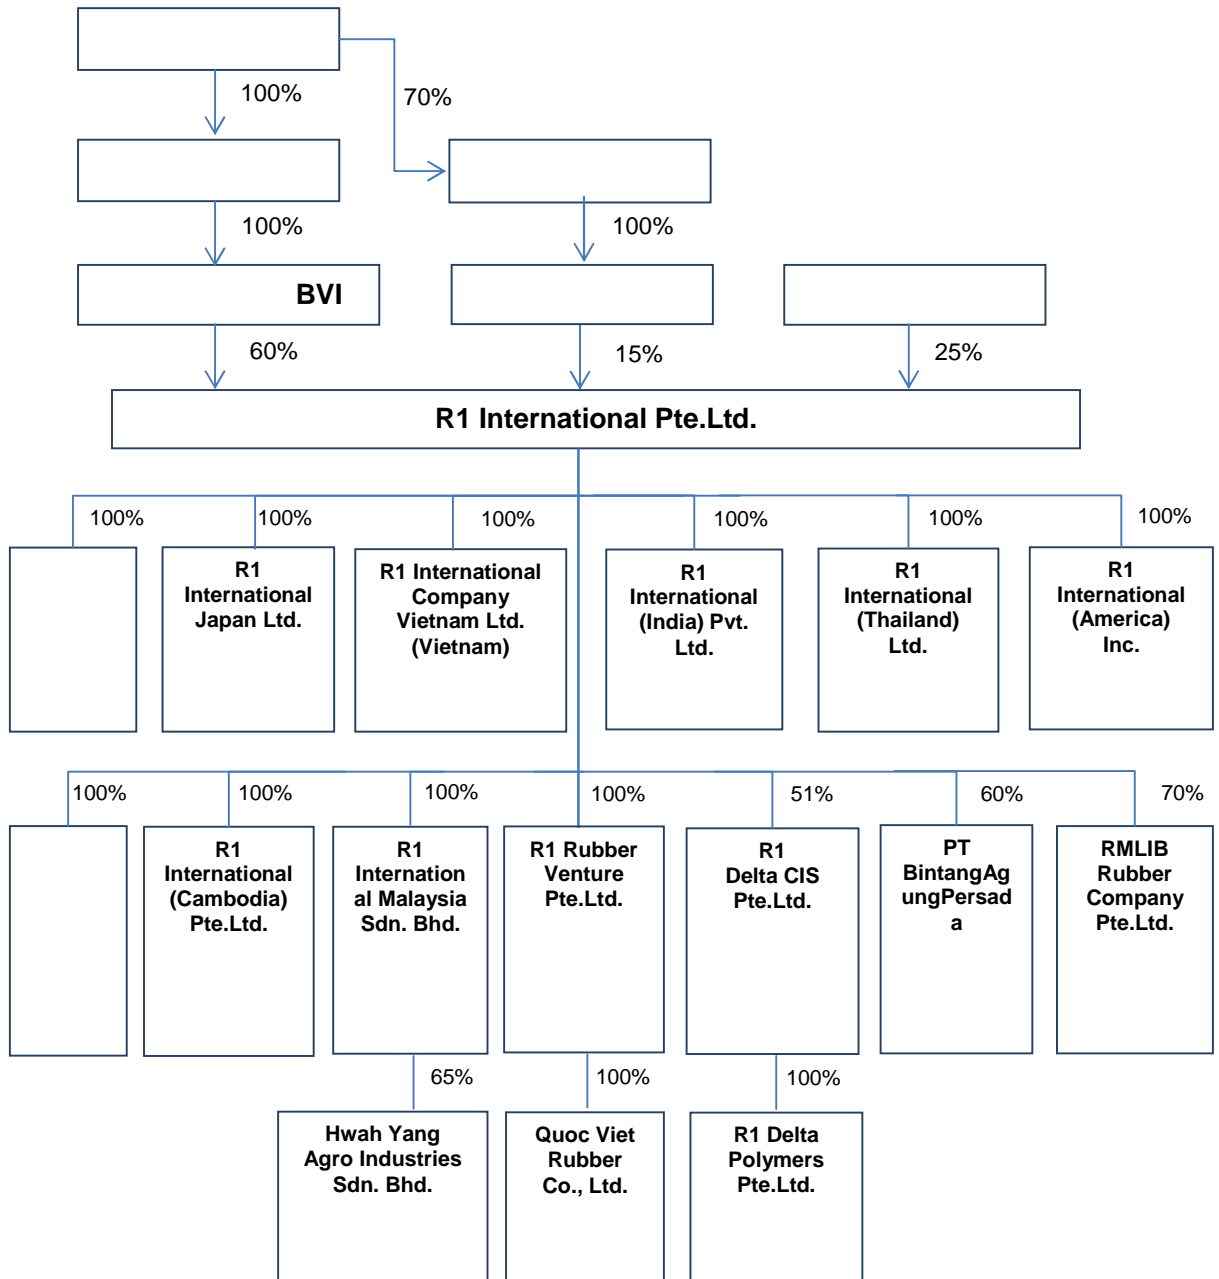 100%
70%
100%
100%
BVI
60%
15%
25%
R1 International Pte.Ltd.
100%
100%
100%
100%
100%
100%
R1
International
Japan Ltd.
R1 International
Company
Vietnam Ltd.
(Vietnam)
R1
International
(India) Pvt.
Ltd.
R1
International
(Thailand)
Ltd.
R1
International
(America)
Inc.
100%
100%
100%
100%
51%
60%
70%
R1
International
(Cambodia)
Pte.Ltd.
R1
Internation
al Malaysia
Sdn. Bhd.
R1 Rubber
Venture
Pte.Ltd.
R1
Delta CIS
Pte.Ltd.
PT
BintangAg
ungPersad
a
RMLIB
Rubber
Company
Pte.Ltd.
65%
100%
100%
Hwah Yang
Agro Industries
Sdn. Bhd.
Quoc Viet
Rubber
Co., Ltd.
R1 Delta
Polymers
Pte.Ltd.